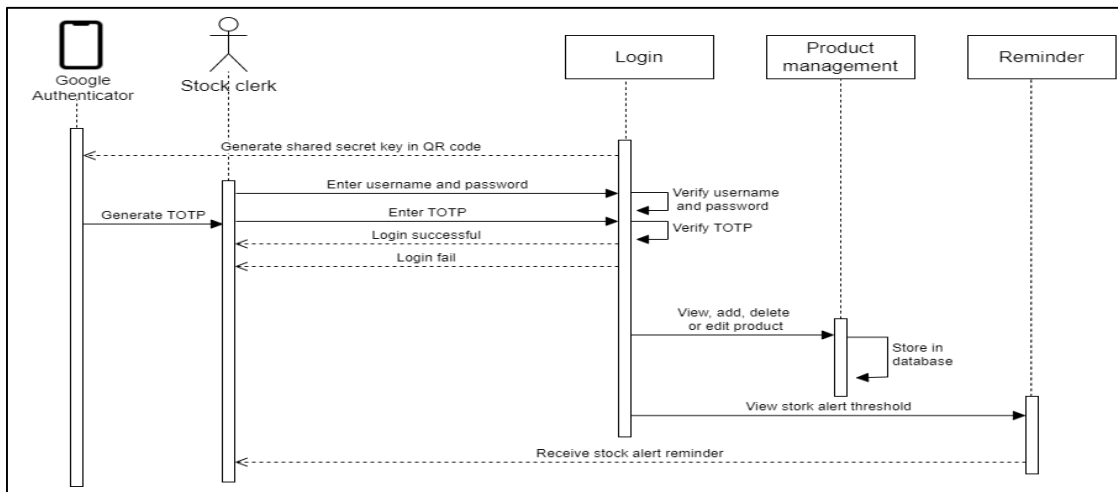 Google
Authenticator
Stock clerk
Login
Product
management
Reminder
Generate shared secret key in QR code
Enter username and password
Verify username
and password
Generate TOTP
Enter TOTP
Verify TOTP
Login successful
Login fail
View, add, delete
or edit product
Store in
database
View stork alert threshold
Receive stock alert reminder